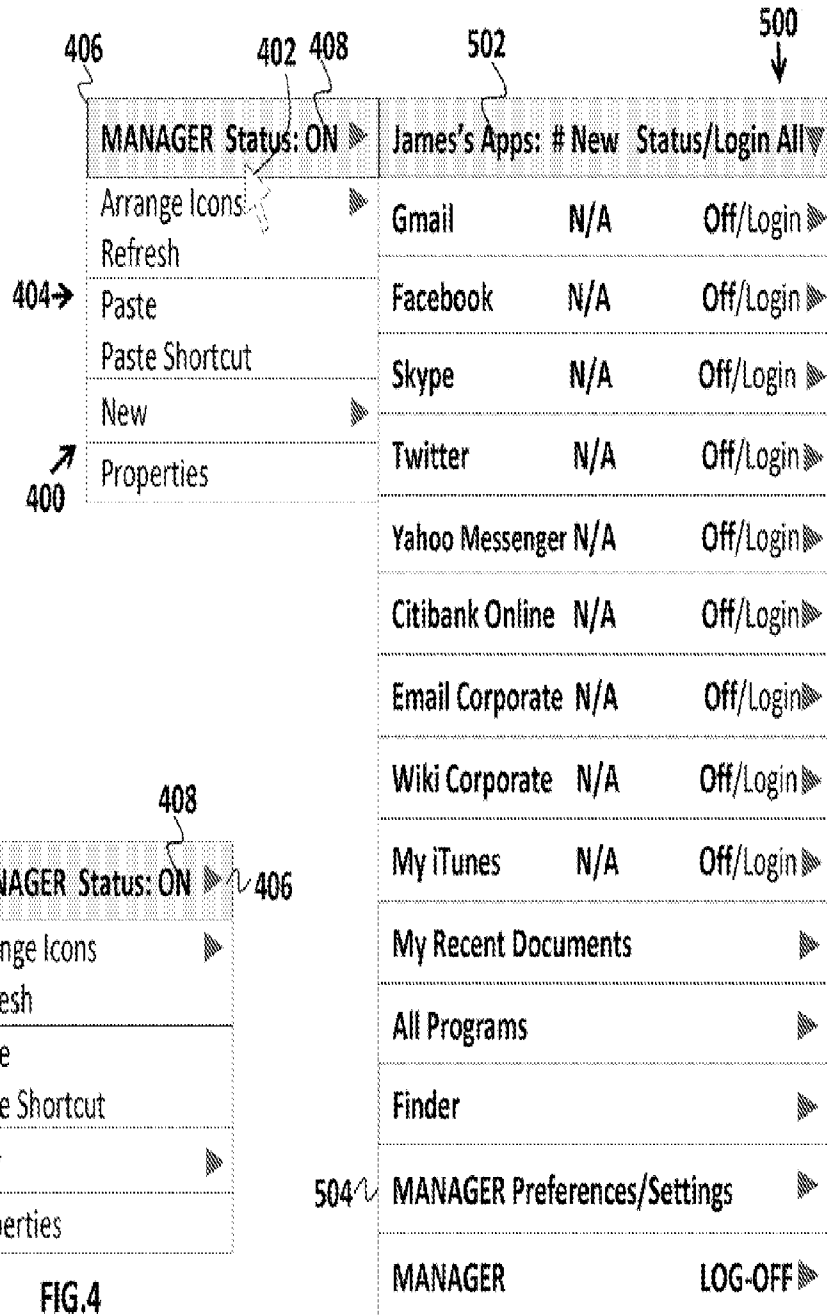 500
406 402 408 502
MANAGER Status: ON
Arrange Icons
Refresh
404
Paste
Paste Shortcut
New
400
Properties
James's Apps: # New Status/Login All
Gmail N/A Off/Login
Facebook N/A Off/Login
Skype N/A Off/Login
Twitter N/A Off/Login
Yahoo Messenger N/A Off/Login
Citibank Online N/A Off/Login
Email Corporate N/A Off/Login
Wiki Corporate N/A Off/Login
My iTunes N/A Off/Login
My Recent Documents
All Programs
Finder
504 MANAGER Preferences/Settings
MANAGER LOG-OFF
408
NAGER Status: ON 406
nge Icons
esh
e
e Shortcut
perties
FIG.4